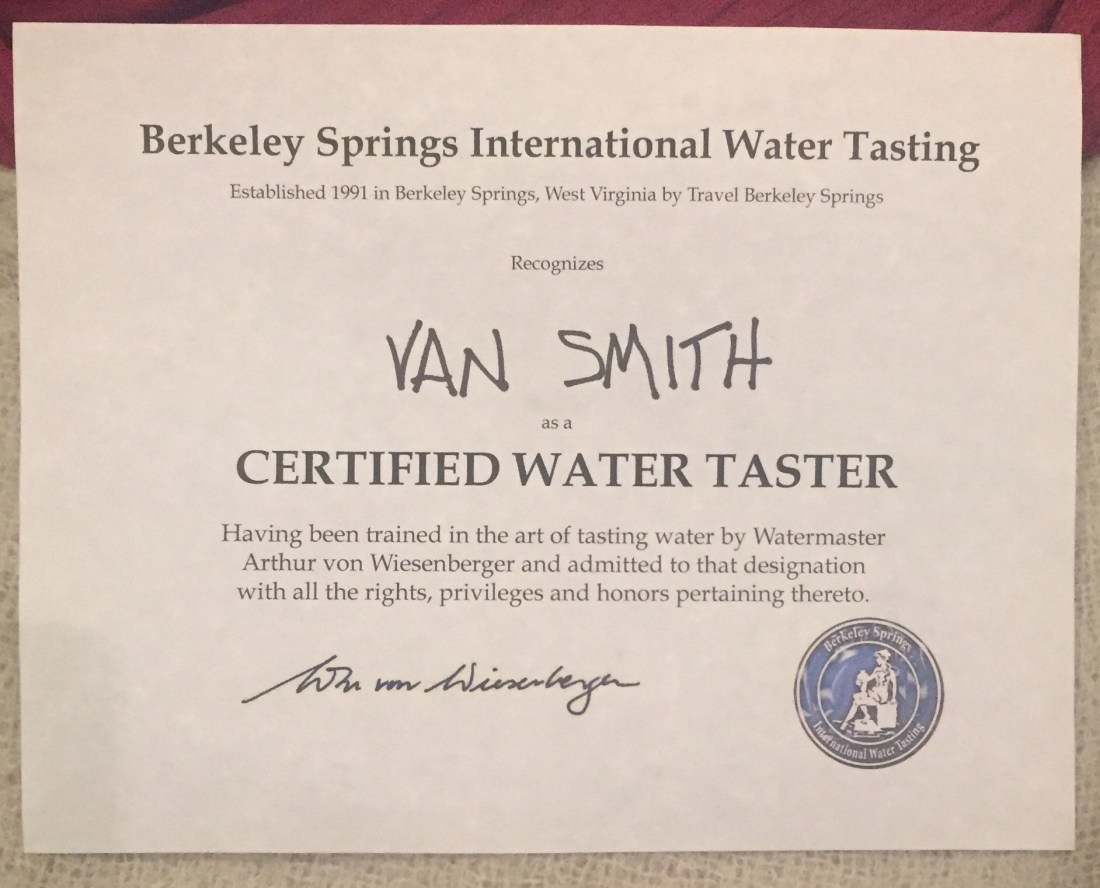 Berkeley Springs International Water Tasting
Established 1991 in Berkeley Springs, West Virginia by Travel Berkeley Springs
Recognizes
VAN SMITH
as a
CERTIFIED WATER TASTER
Having been trained in the art of tasting water by Watermaster
Arthur von Wiesenberger and admitted to that designation
with all the rights, privileges and honors pertaining thereto.
von Wiesenberger
Berkeley Springs
International Water Tasting